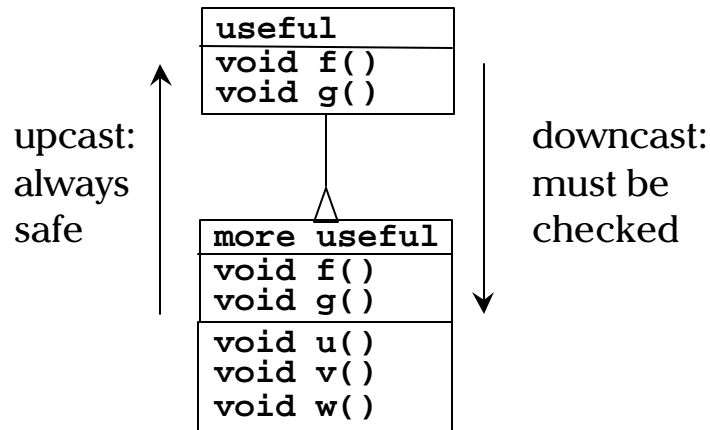 useful
void f()
void g()
upcast:
always
safe
downcast:
must be
checked
more useful
void f()
void g()
void u()
void v()
void w()